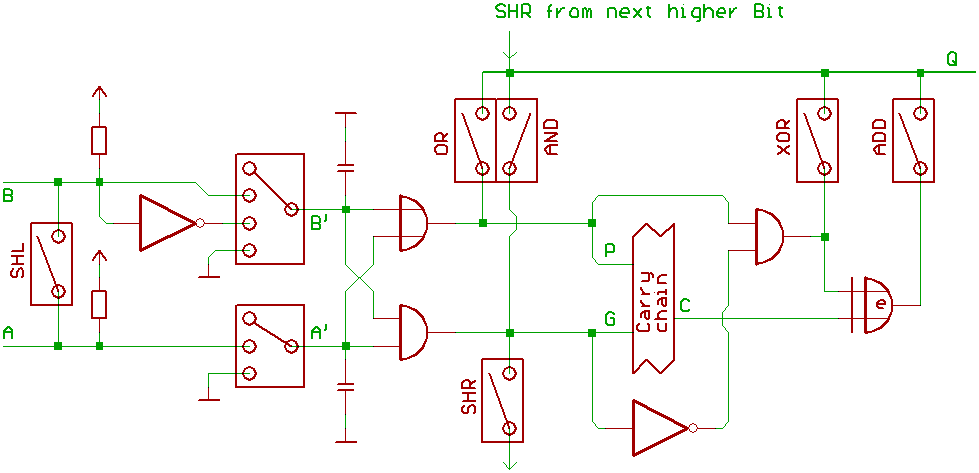 SHR from next higher Bit
Q
OR
AND
XOR
ADD
B
B'
SHL
P
Carry
chain
C
e
A
A'
G
SHR